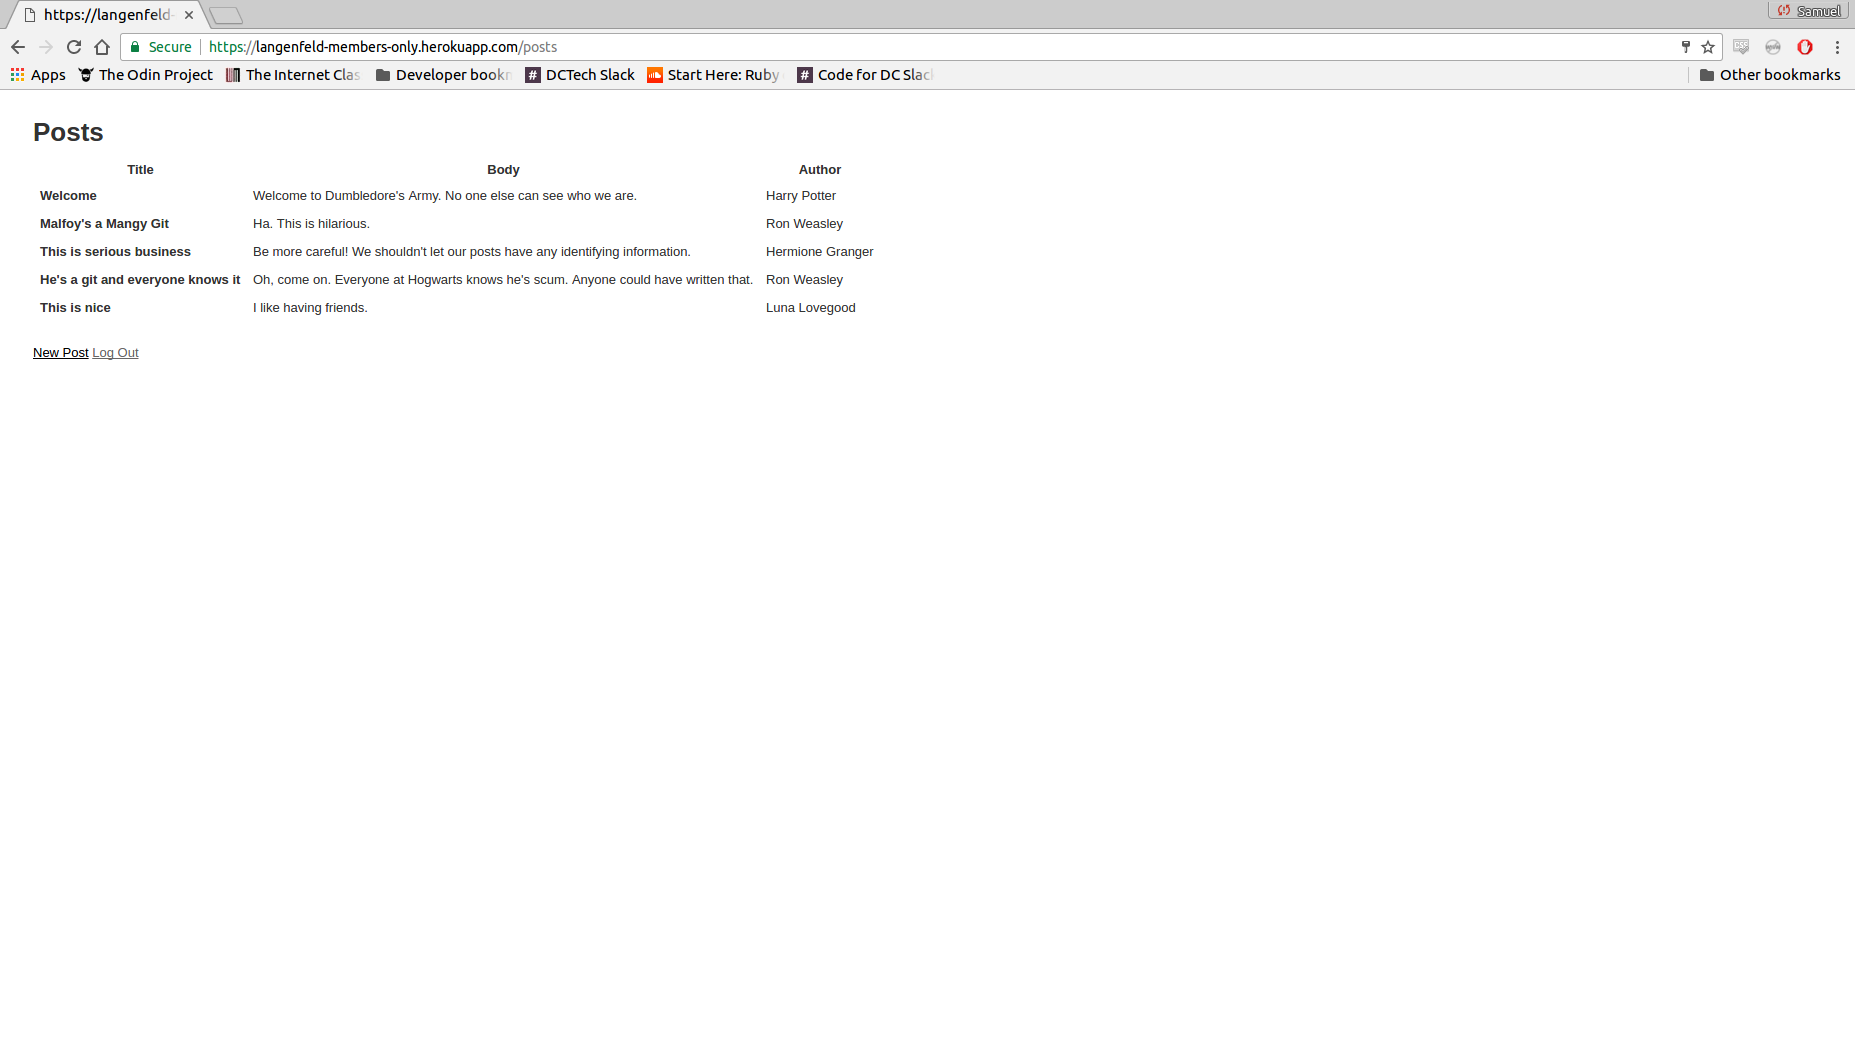 https://langenfeld-
Samuel
Secure https://langenfeld-members-only.herokuapp.com/posts
Apps The Odin Project The Internet Clas Developer bookm DCTech Slack Start Here: Ruby Code for DC Slack Other bookmarks
Posts
Title Body Author
Welcome Welcome to Dumbledore's Army. No one else can see who we are. Harry Potter
Malfoy's a Mangy Git Ha. This is hilarious. Ron Weasley
This is serious business Be more careful! We shouldn't let our posts have any identifying information. Hermione Granger
He's a git and everyone knows it Oh, come on. Everyone at Hogwarts knows he's scum. Anyone could have written that. Ron Weasley
This is nice I like having friends. Luna Lovegood
New Post Log Out